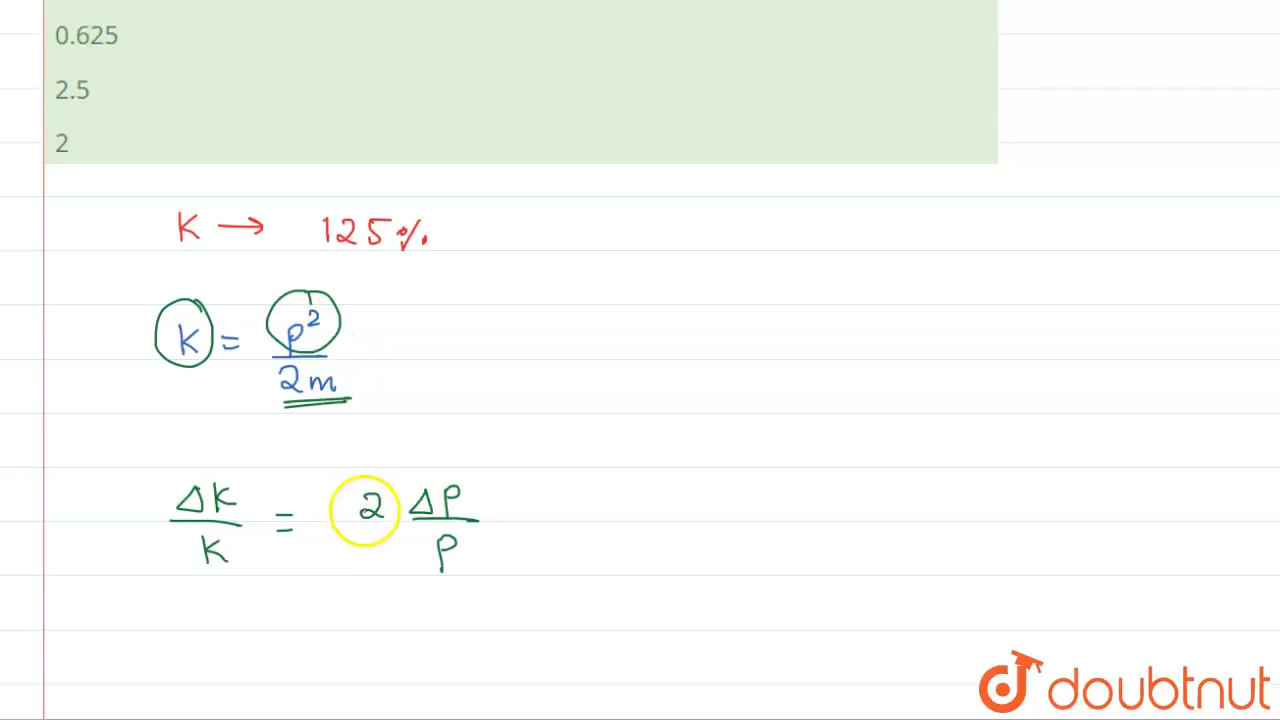 0.625
2.5
2
K → 125%
K = p²/2m
ΔK/K = 2 ΔP/P
doubtnut